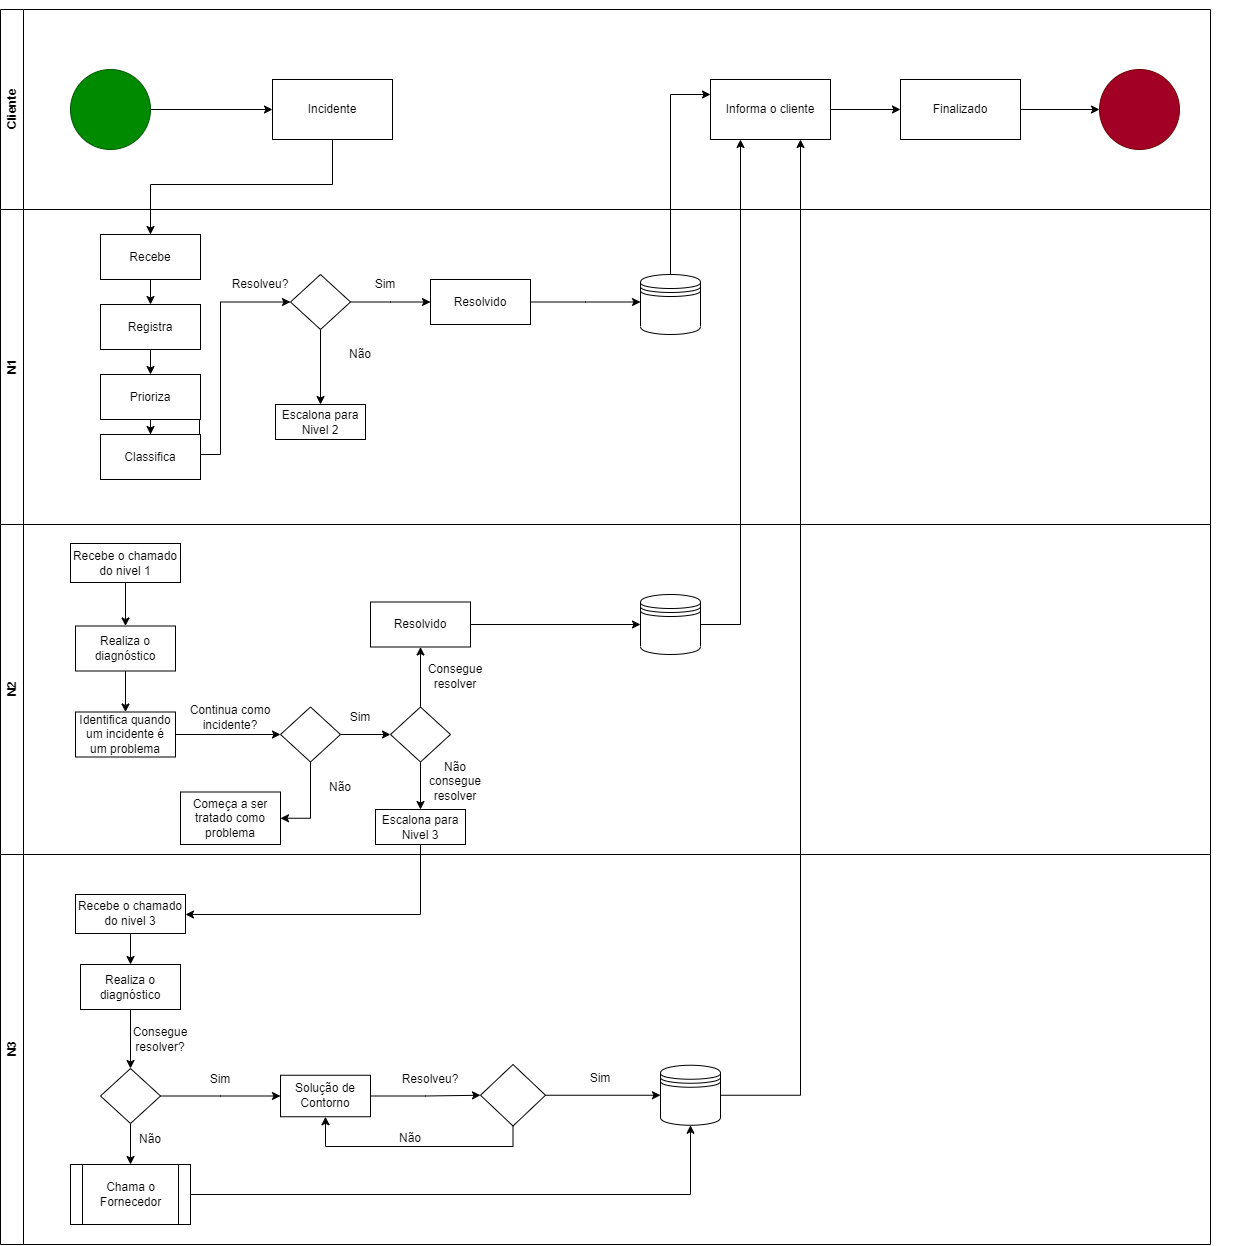 Cliente
Incidente
Informa o cliente
Finalizado
N1
Recebe
Registra
Prioriza
Classifica
Resolveu?
Sim
Não
Resolvido
Escalona para
Nivel 2
N2
Recebe o chamado
do nivel 1
Realiza o
diagnóstico
Identifica quando
um incidente é
um problema
Continua como
incidente?
Sim
Não
Começa a ser
tratado como
problema
Resolvido
Consegue
resolver
Não
consegue
resolver
Escalona para
Nivel 3
N3
Recebe o chamado
do nivel 3
Realiza o
diagnóstico
Consegue
resolver?
Sim
Não
Solução de
Contorno
Resolveu?
Sim
Não
Chama o
Fornecedor